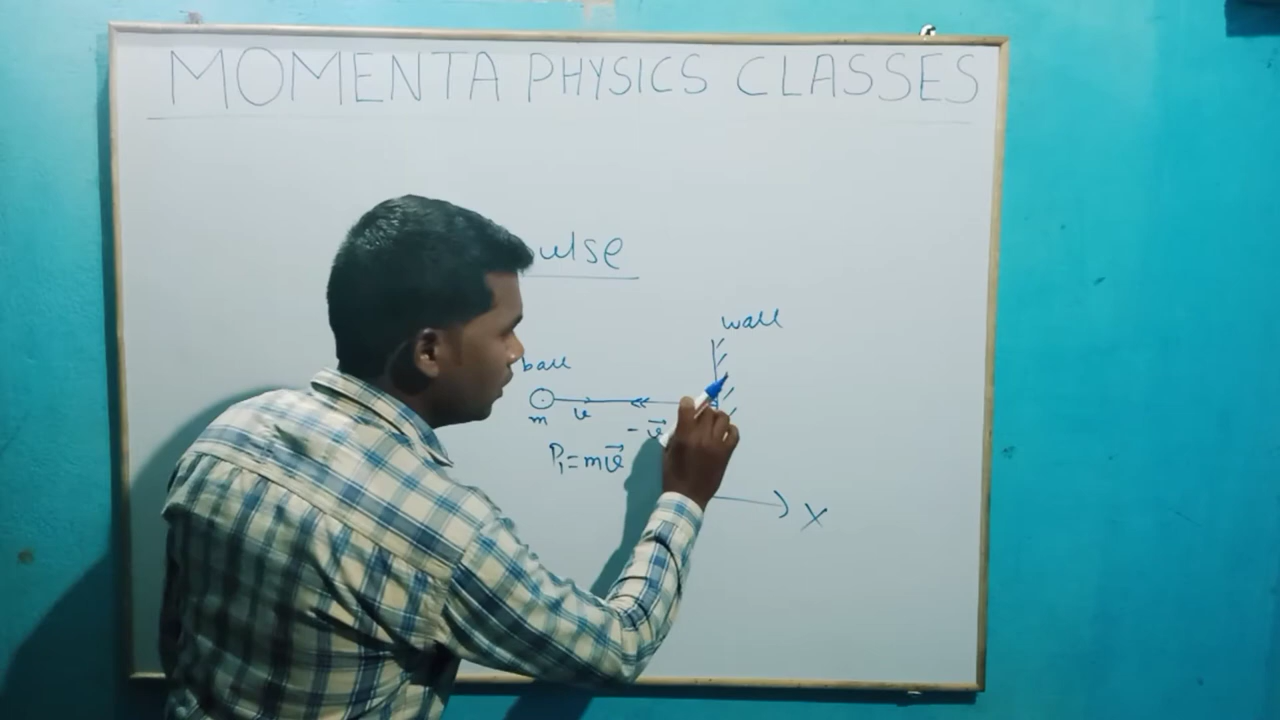 MOMENTA PHYSICS CLASSES
ulse
wall
ball
m v - v⃗
P₁=mv⃗
X